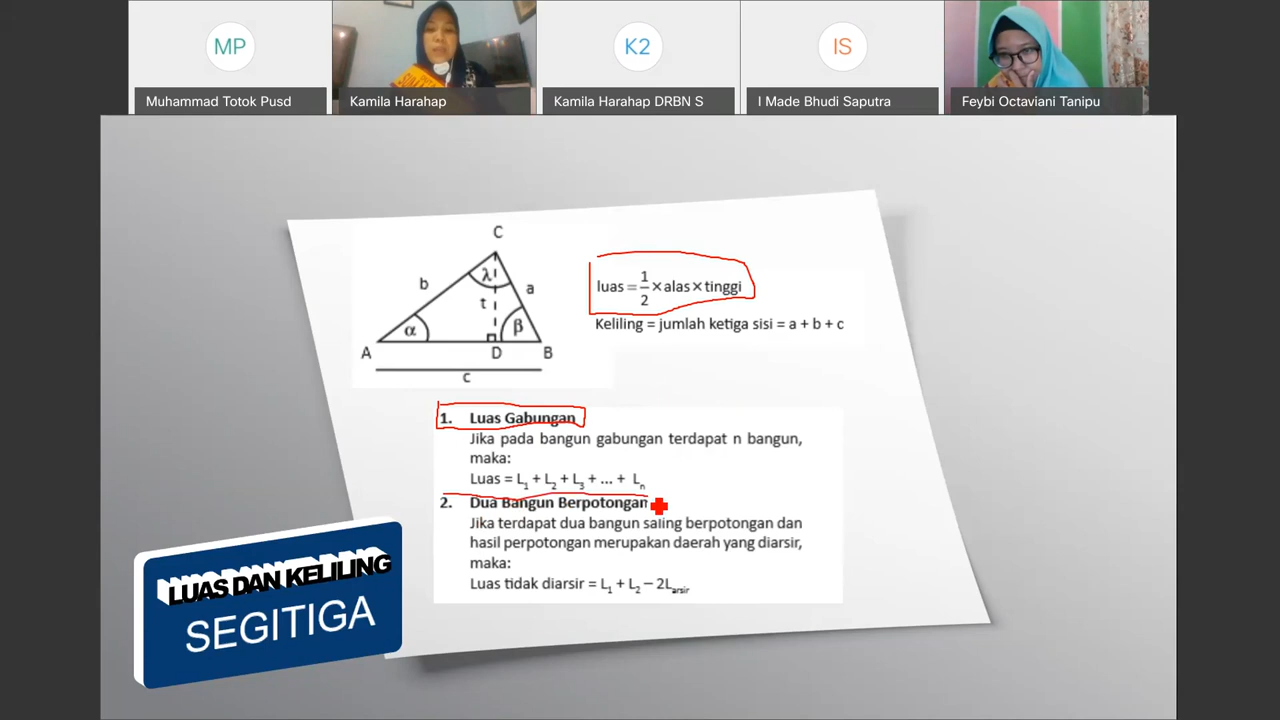 MP
K2
IS
Muhammad Totok Pusd
Kamila Harahap
Kamila Harahap DRBN S
I Made Bhudi Saputra
Feybi Octaviani Tanipu
C
b
λ
a
t
α
β
A
D
B
c
luas = 1/2 × alas × tinggi
Keliling = jumlah ketiga sisi = a + b + c
1. Luas Gabungan
Jika pada bangun gabungan terdapat n bangun,
maka:
Luas = L₁ + L₂ + L₃ + ... + Lₙ
2. Dua Bangun Berpotongan
Jika terdapat dua bangun saling berpotongan dan
hasil perpotongan merupakan daerah yang diarsir,
maka:
Luas tidak diarsir = L₁ + L₂ − 2Larsir
LUAS DAN KELILING
SEGITIGA